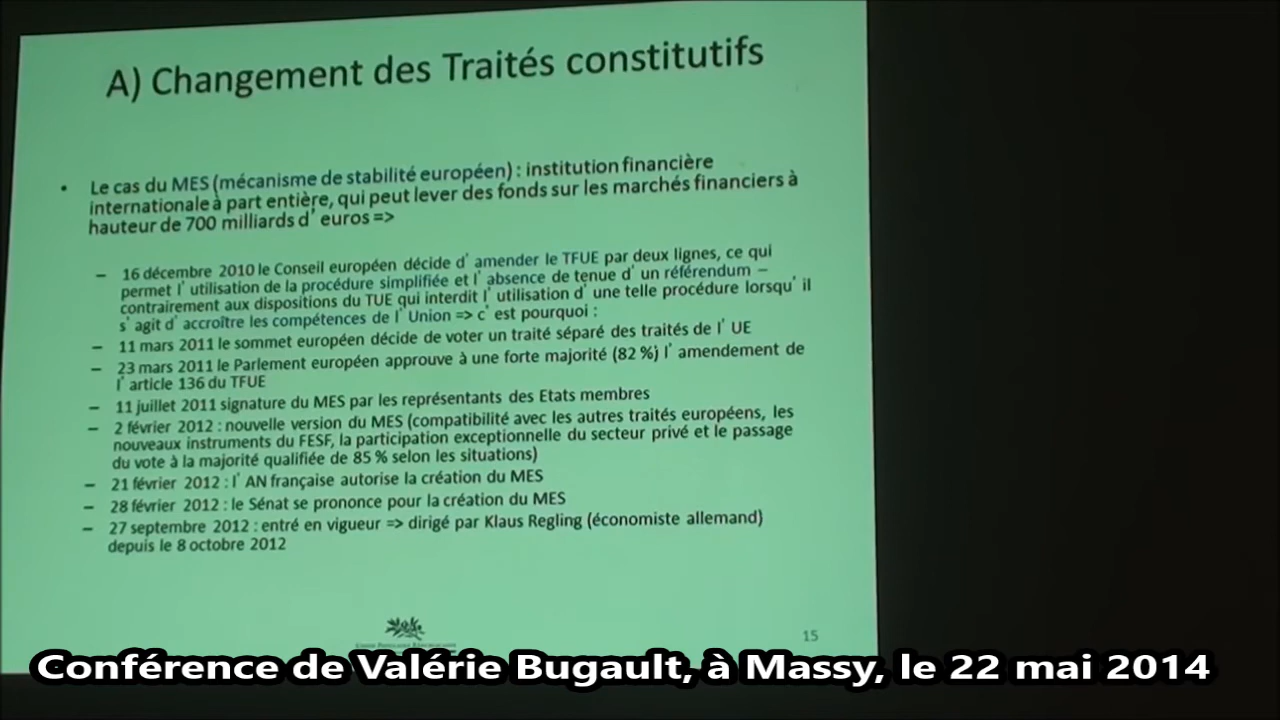 A) Changement des Traités constitutifs
• Le cas du MES (mécanisme de stabilité européen) : institution financière
internationale à part entière, qui peut lever des fonds sur les marchés financiers à
hauteur de 700 milliards d' euros =>
– 16 décembre 2010 le Conseil européen décide d' amender le TFUE par deux lignes, ce qui
permet l' utilisation de la procédure simplifiée et l' absence de tenue d' un référendum –
contrairement aux dispositions du TUE qui interdit l' utilisation d' une telle procédure lorsqu' il
s' agit d' accroître les compétences de l' Union => c' est pourquoi :
– 11 mars 2011 le sommet européen décide de voter un traité séparé des traités de l' UE
– 23 mars 2011 le Parlement européen approuve à une forte majorité (82 %) l' amendement de
l' article 136 du TFUE
– 11 juillet 2011 signature du MES par les représentants des Etats membres
– 2 février 2012 : nouvelle version du MES (compatibilité avec les autres traités européens, les
nouveaux instruments du FESF, la participation exceptionnelle du secteur privé et le passage
du vote à la majorité qualifiée de 85 % selon les situations)
– 21 février 2012 : l' AN française autorise la création du MES
– 28 février 2012 : le Sénat se prononce pour la création du MES
– 27 septembre 2012 : entré en vigueur => dirigé par Klaus Regling (économiste allemand)
depuis le 8 octobre 2012
15
Conférence de Valérie Bugault, à Massy, le 22 mai 2014